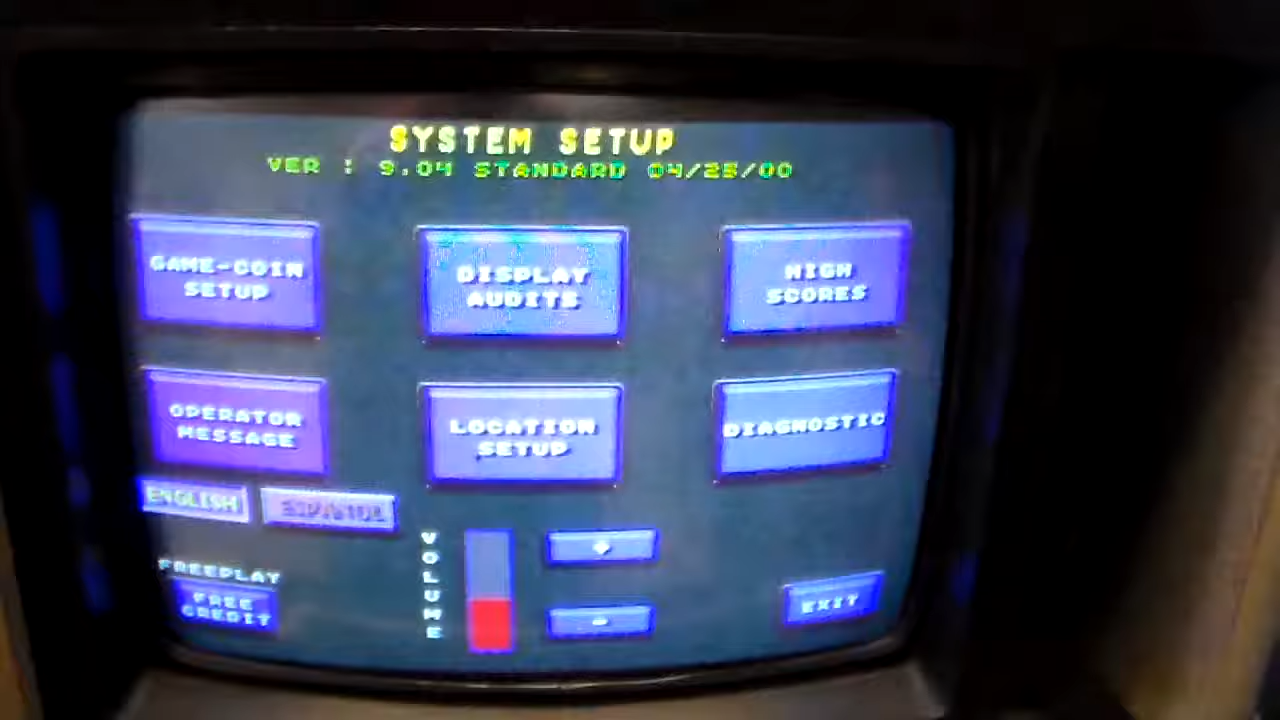 SYSTEM SETUP
VER : 9.04 STANDARD 04/25/00
GAME-COIN
SETUP
DISPLAY
AUDITS
HIGH
SCORES
OPERATOR
MESSAGE
LOCATION
SETUP
DIAGNOSTIC
ENGLISH
ESPAÑOL
VOLUME
+
-
FREEPLAY
FREE
CREDIT
EXIT